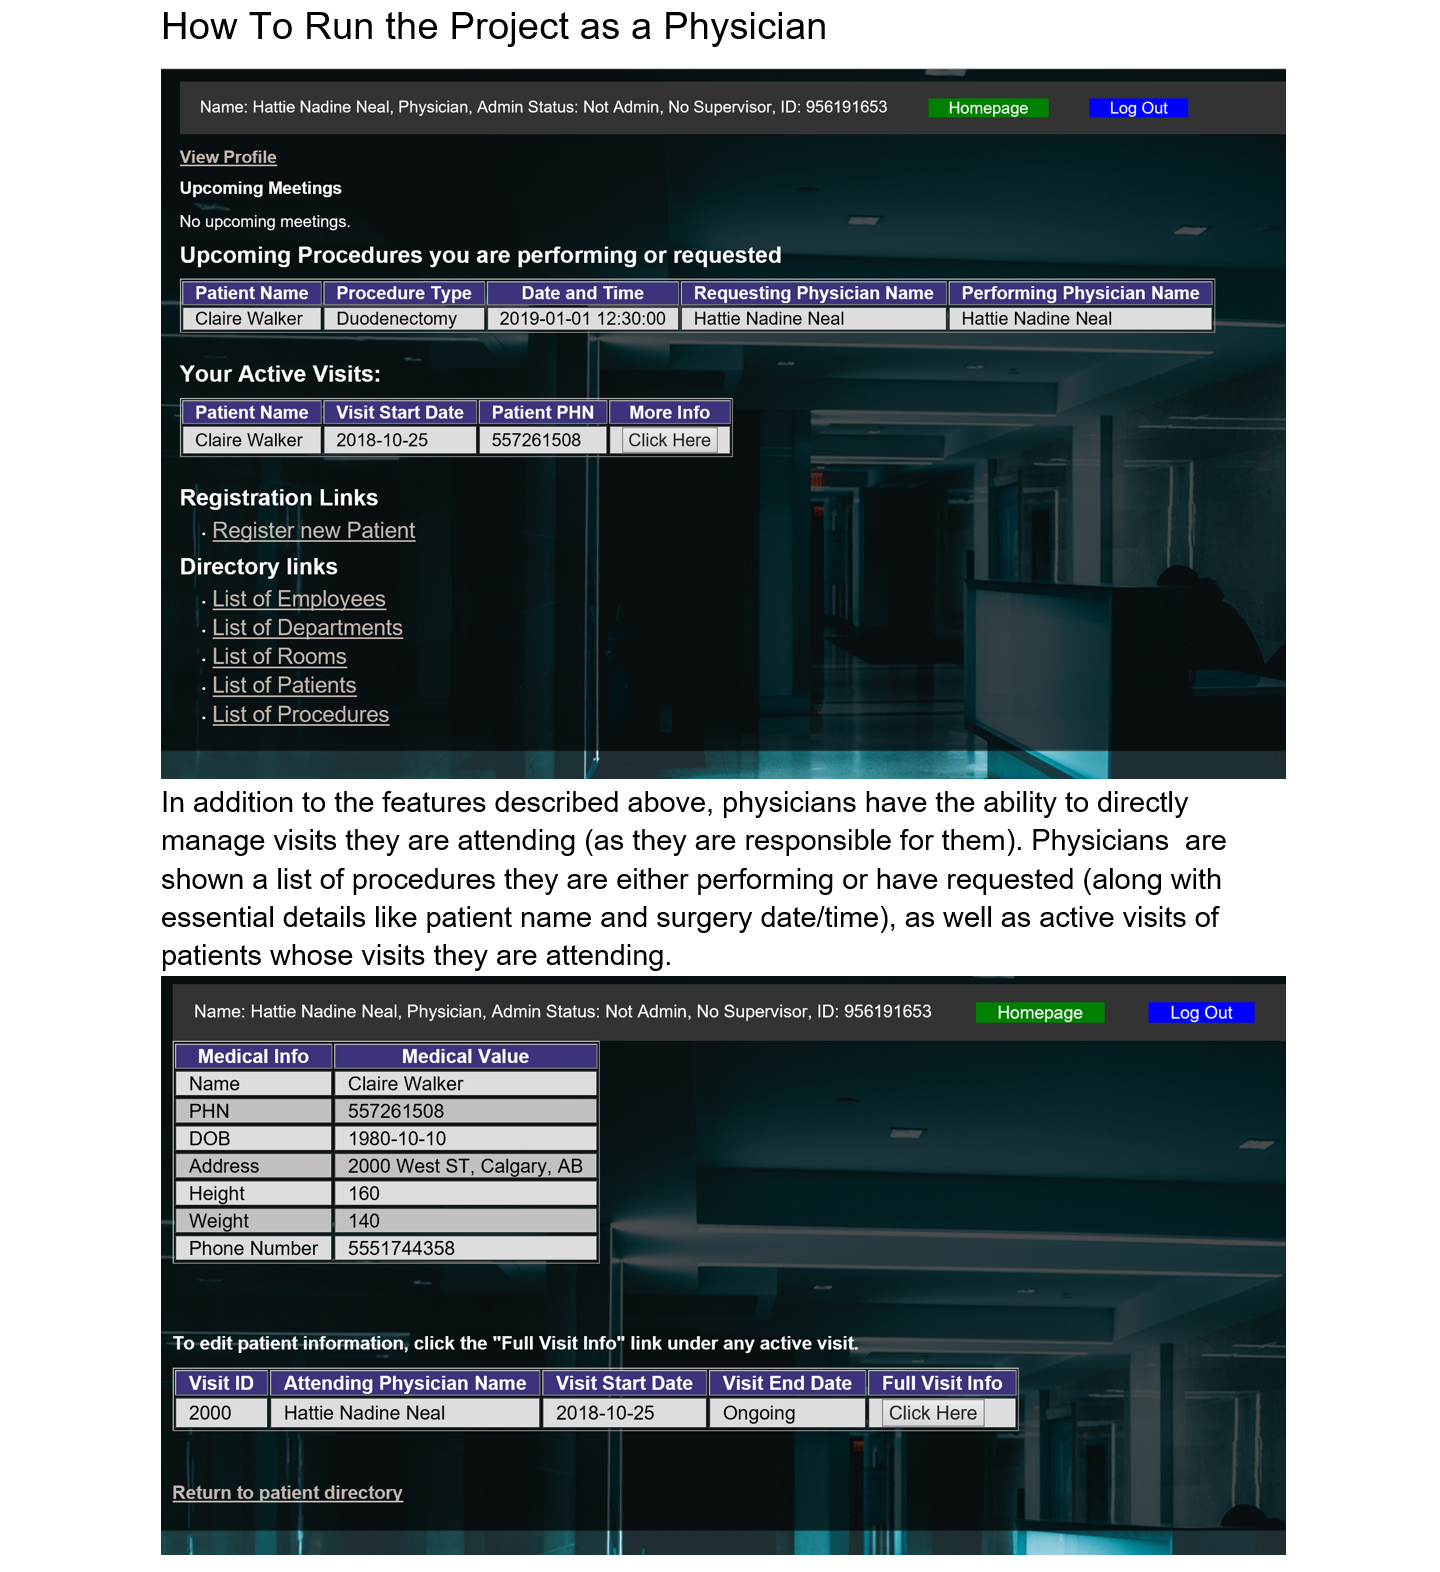 How To Run the Project as a Physician
Name: Hattie Nadine Neal, Physician, Admin Status: Not Admin, No Supervisor, ID: 956191653 Homepage Log Out
View Profile
Upcoming Meetings
No upcoming meetings.
Upcoming Procedures you are performing or requested
Patient Name Procedure Type Date and Time Requesting Physician Name Performing Physician Name
Claire Walker Duodenectomy 2019-01-01 12:30:00 Hattie Nadine Neal Hattie Nadine Neal
Your Active Visits:
Patient Name Visit Start Date Patient PHN More Info
Claire Walker 2018-10-25 557261508 Click Here
Registration Links
· Register new Patient
Directory links
· List of Employees
· List of Departments
· List of Rooms
· List of Patients
· List of Procedures
In addition to the features described above, physicians have the ability to directly
manage visits they are attending (as they are responsible for them). Physicians  are
shown a list of procedures they are either performing or have requested (along with
essential details like patient name and surgery date/time), as well as active visits of
patients whose visits they are attending.
Name: Hattie Nadine Neal, Physician, Admin Status: Not Admin, No Supervisor, ID: 956191653 Homepage Log Out
Medical Info Medical Value
Name Claire Walker
PHN 557261508
DOB 1980-10-10
Address 2000 West ST, Calgary, AB
Height 160
Weight 140
Phone Number 5551744358
To edit patient information, click the "Full Visit Info" link under any active visit.
Visit ID Attending Physician Name Visit Start Date Visit End Date Full Visit Info
2000 Hattie Nadine Neal 2018-10-25 Ongoing Click Here
Return to patient directory